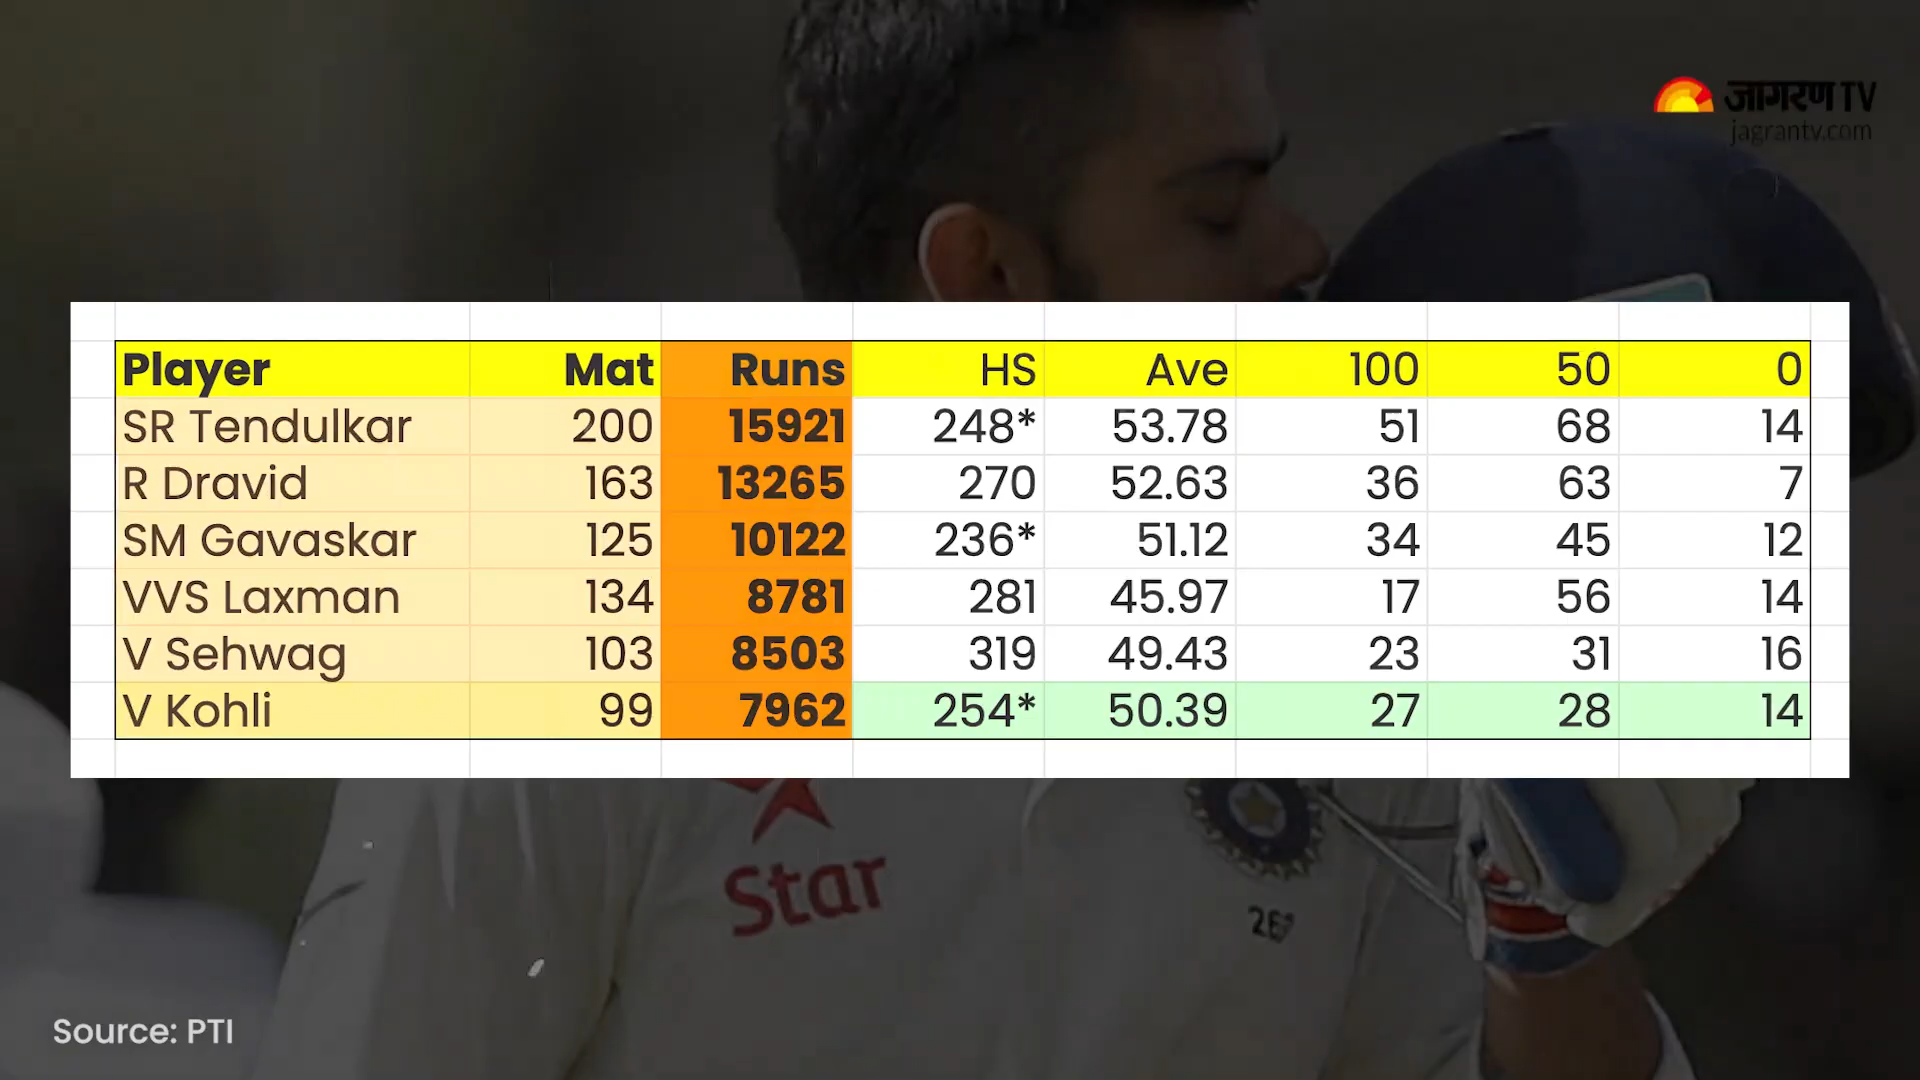 जागरण TV
jagrantv.com
Player Mat Runs HS Ave 100 50 0
SR Tendulkar 200 15921 248* 53.78 51 68 14
R Dravid 163 13265 270 52.63 36 63 7
SM Gavaskar 125 10122 236* 51.12 34 45 12
VVS Laxman 134 8781 281 45.97 17 56 14
V Sehwag 103 8503 319 49.43 23 31 16
V Kohli 99 7962 254* 50.39 27 28 14
Star
Source: PTI